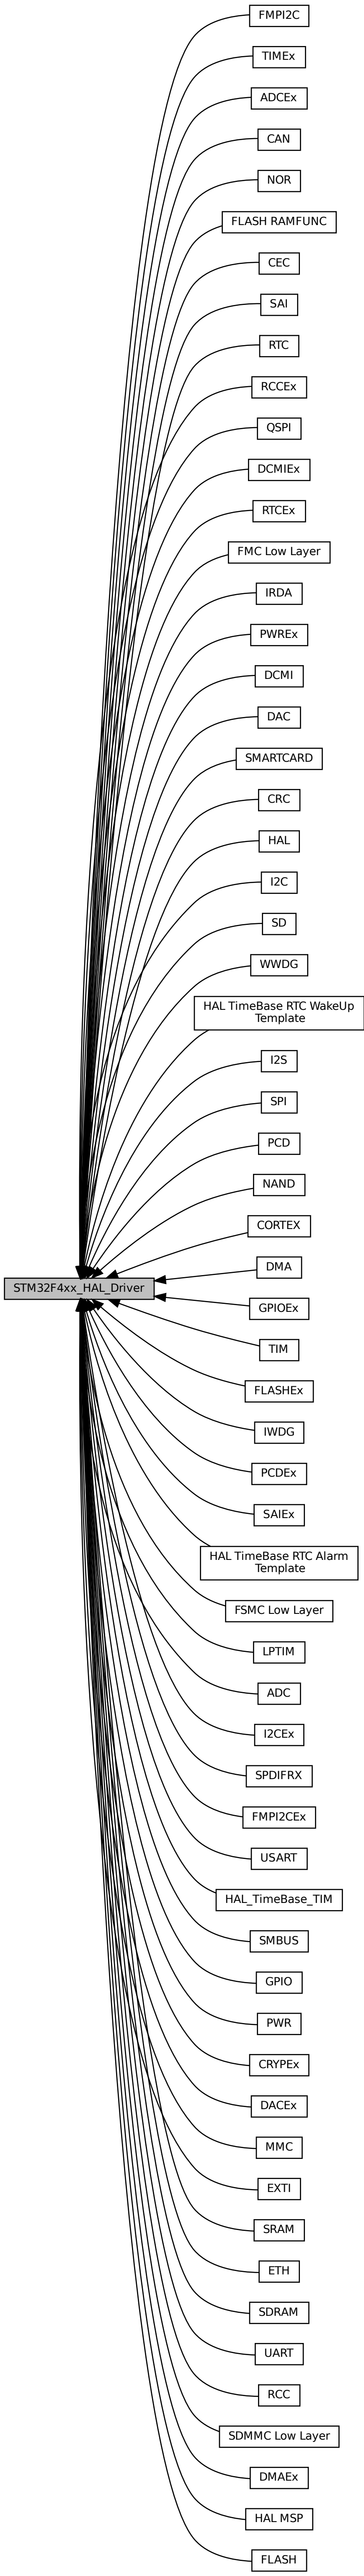 FMPI2C
TIMEx
ADCEx
CAN
NOR
FLASH RAMFUNC
CEC
SAI
RTC
RCCEx
QSPI
DCMIEx
RTCEx
FMC Low Layer
IRDA
PWREx
DCMI
DAC
SMARTCARD
CRC
HAL
I2C
SD
WWDG
HAL TimeBase RTC WakeUp
Template
I2S
SPI
PCD
NAND
CORTEX
DMA
STM32F4xx_HAL_Driver
GPIOEx
TIM
FLASHEx
IWDG
PCDEx
SAIEx
HAL TimeBase RTC Alarm
Template
FSMC Low Layer
LPTIM
ADC
I2CEx
SPDIFRX
FMPI2CEx
USART
HAL_TimeBase_TIM
SMBUS
GPIO
PWR
CRYPEx
DACEx
MMC
EXTI
SRAM
ETH
SDRAM
UART
RCC
SDMMC Low Layer
DMAEx
HAL MSP
FLASH